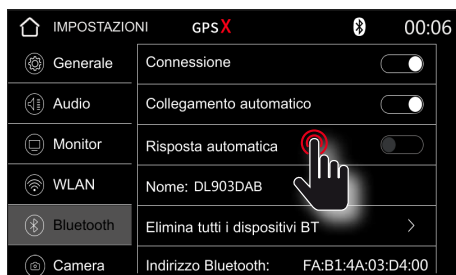 IMPOSTAZIONI GPSX 00:06
Generale
Connessione
Audio
Collegamento automatico
Monitor
Risposta automatica
WLAN
Nome: DL903DAB
Bluetooth
Elimina tutti i dispositivi BT
Camera
Indirizzo Bluetooth: FA:B1:4A:03:D4:00